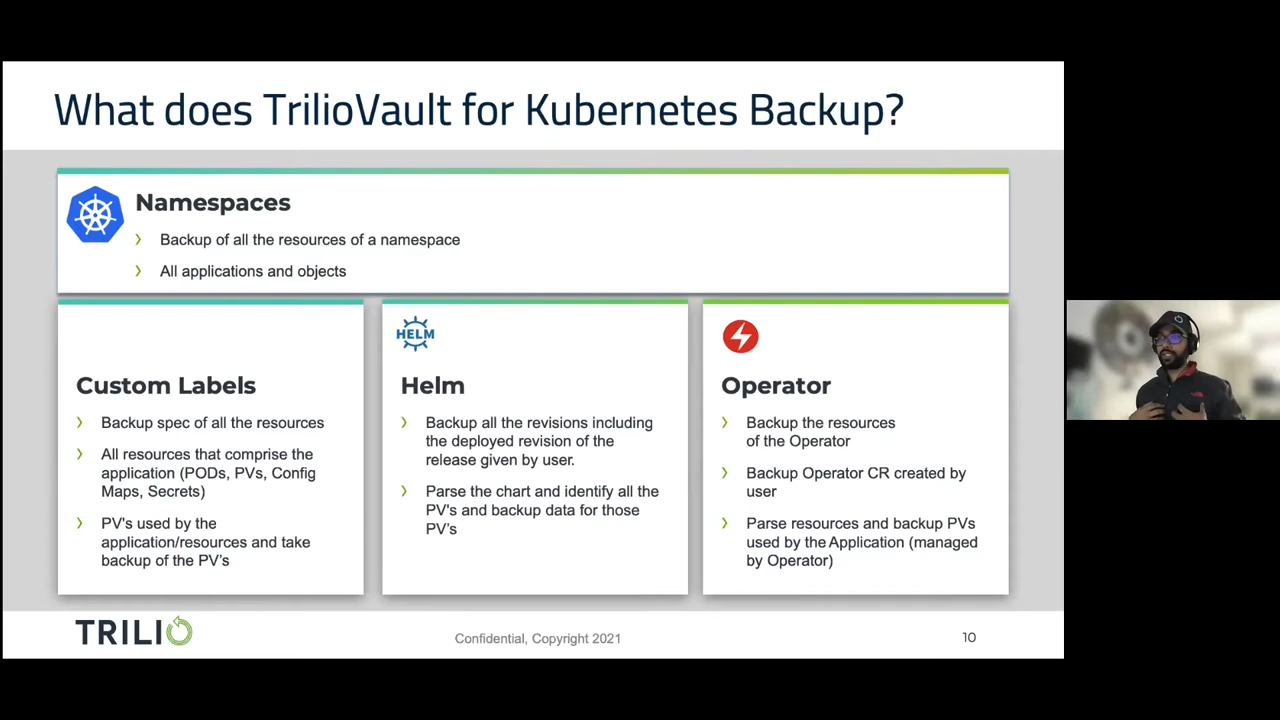 What does TrilioVault for Kubernetes Backup?
Namespaces
Backup of all the resources of a namespace
All applications and objects
Custom Labels
Backup spec of all the resources
All resources that comprise the
application (PODs, PVs, Config
Maps, Secrets)
PV's used by the
application/resources and take
backup of the PV's
HELM
Helm
Backup all the revisions including
the deployed revision of the
release given by user.
Parse the chart and identify all the
PV's and backup data for those
PV's
Operator
Backup the resources
of the Operator
Backup Operator CR created by
user
Parse resources and backup PVs
used by the Application (managed
by Operator)
TRILIO
Confidential, Copyright 2021
10